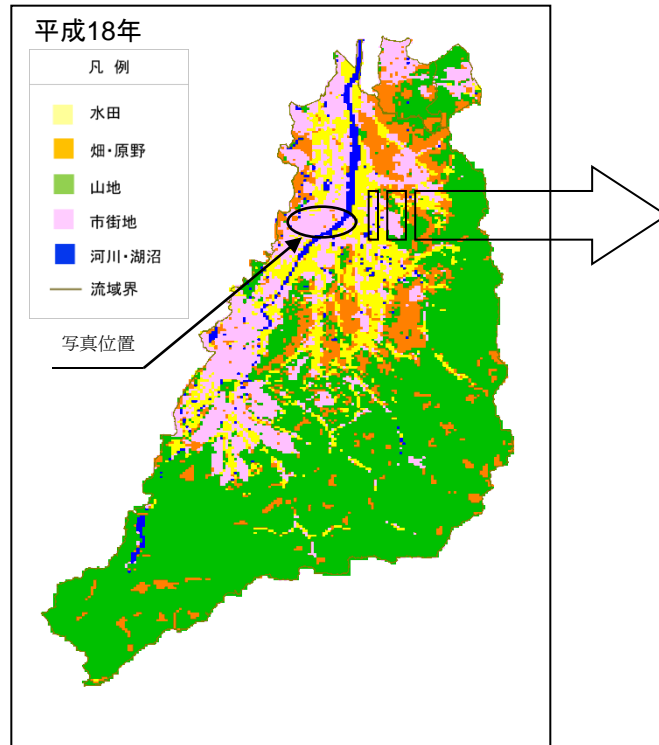 平成18年
凡 例
水田
畑・原野
山地
市街地
河川・湖沼
流域界
写真位置